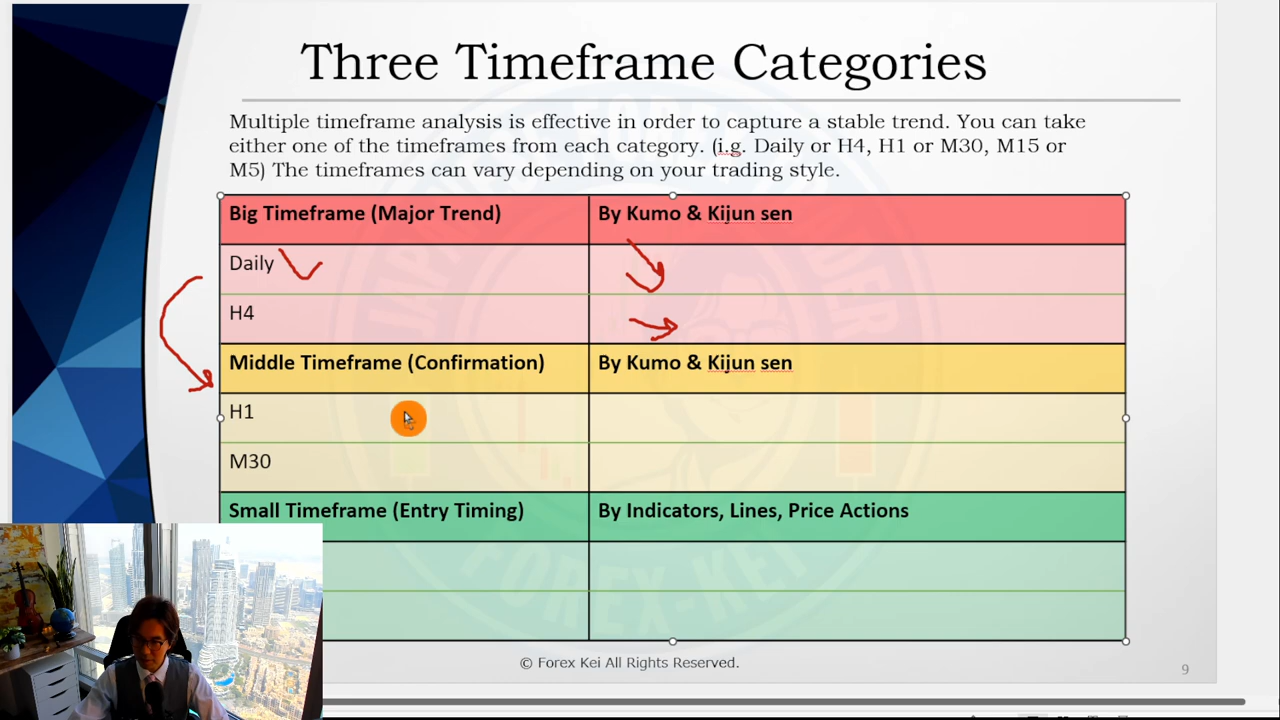 Three Timeframe Categories
Multiple timeframe analysis is effective in order to capture a stable trend. You can take
either one of the timeframes from each category. (i.g. Daily or H4, H1 or M30, M15 or
M5) The timeframes can vary depending on your trading style.
Big Timeframe (Major Trend) By Kumo & Kijun sen
Daily
H4
Middle Timeframe (Confirmation) By Kumo & Kijun sen
H1
M30
Small Timeframe (Entry Timing) By Indicators, Lines, Price Actions
© Forex Kei All Rights Reserved.
9